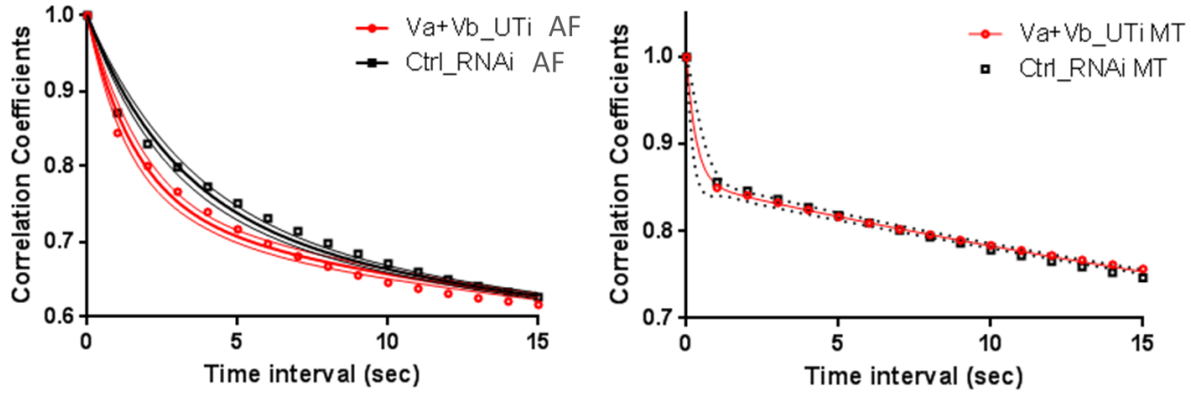 Va+Vb_UTi AF
Ctrl_RNAi AF
1.0
0.9
0.8
0.7
0.6
0
5
10
15
Correlation Coefficients
Time interval (sec)
Va+Vb_UTi MT
Ctrl_RNAi MT
1.0
0.9
0.8
0.7
0
5
10
15
Correlation Coefficients
Time interval (sec)